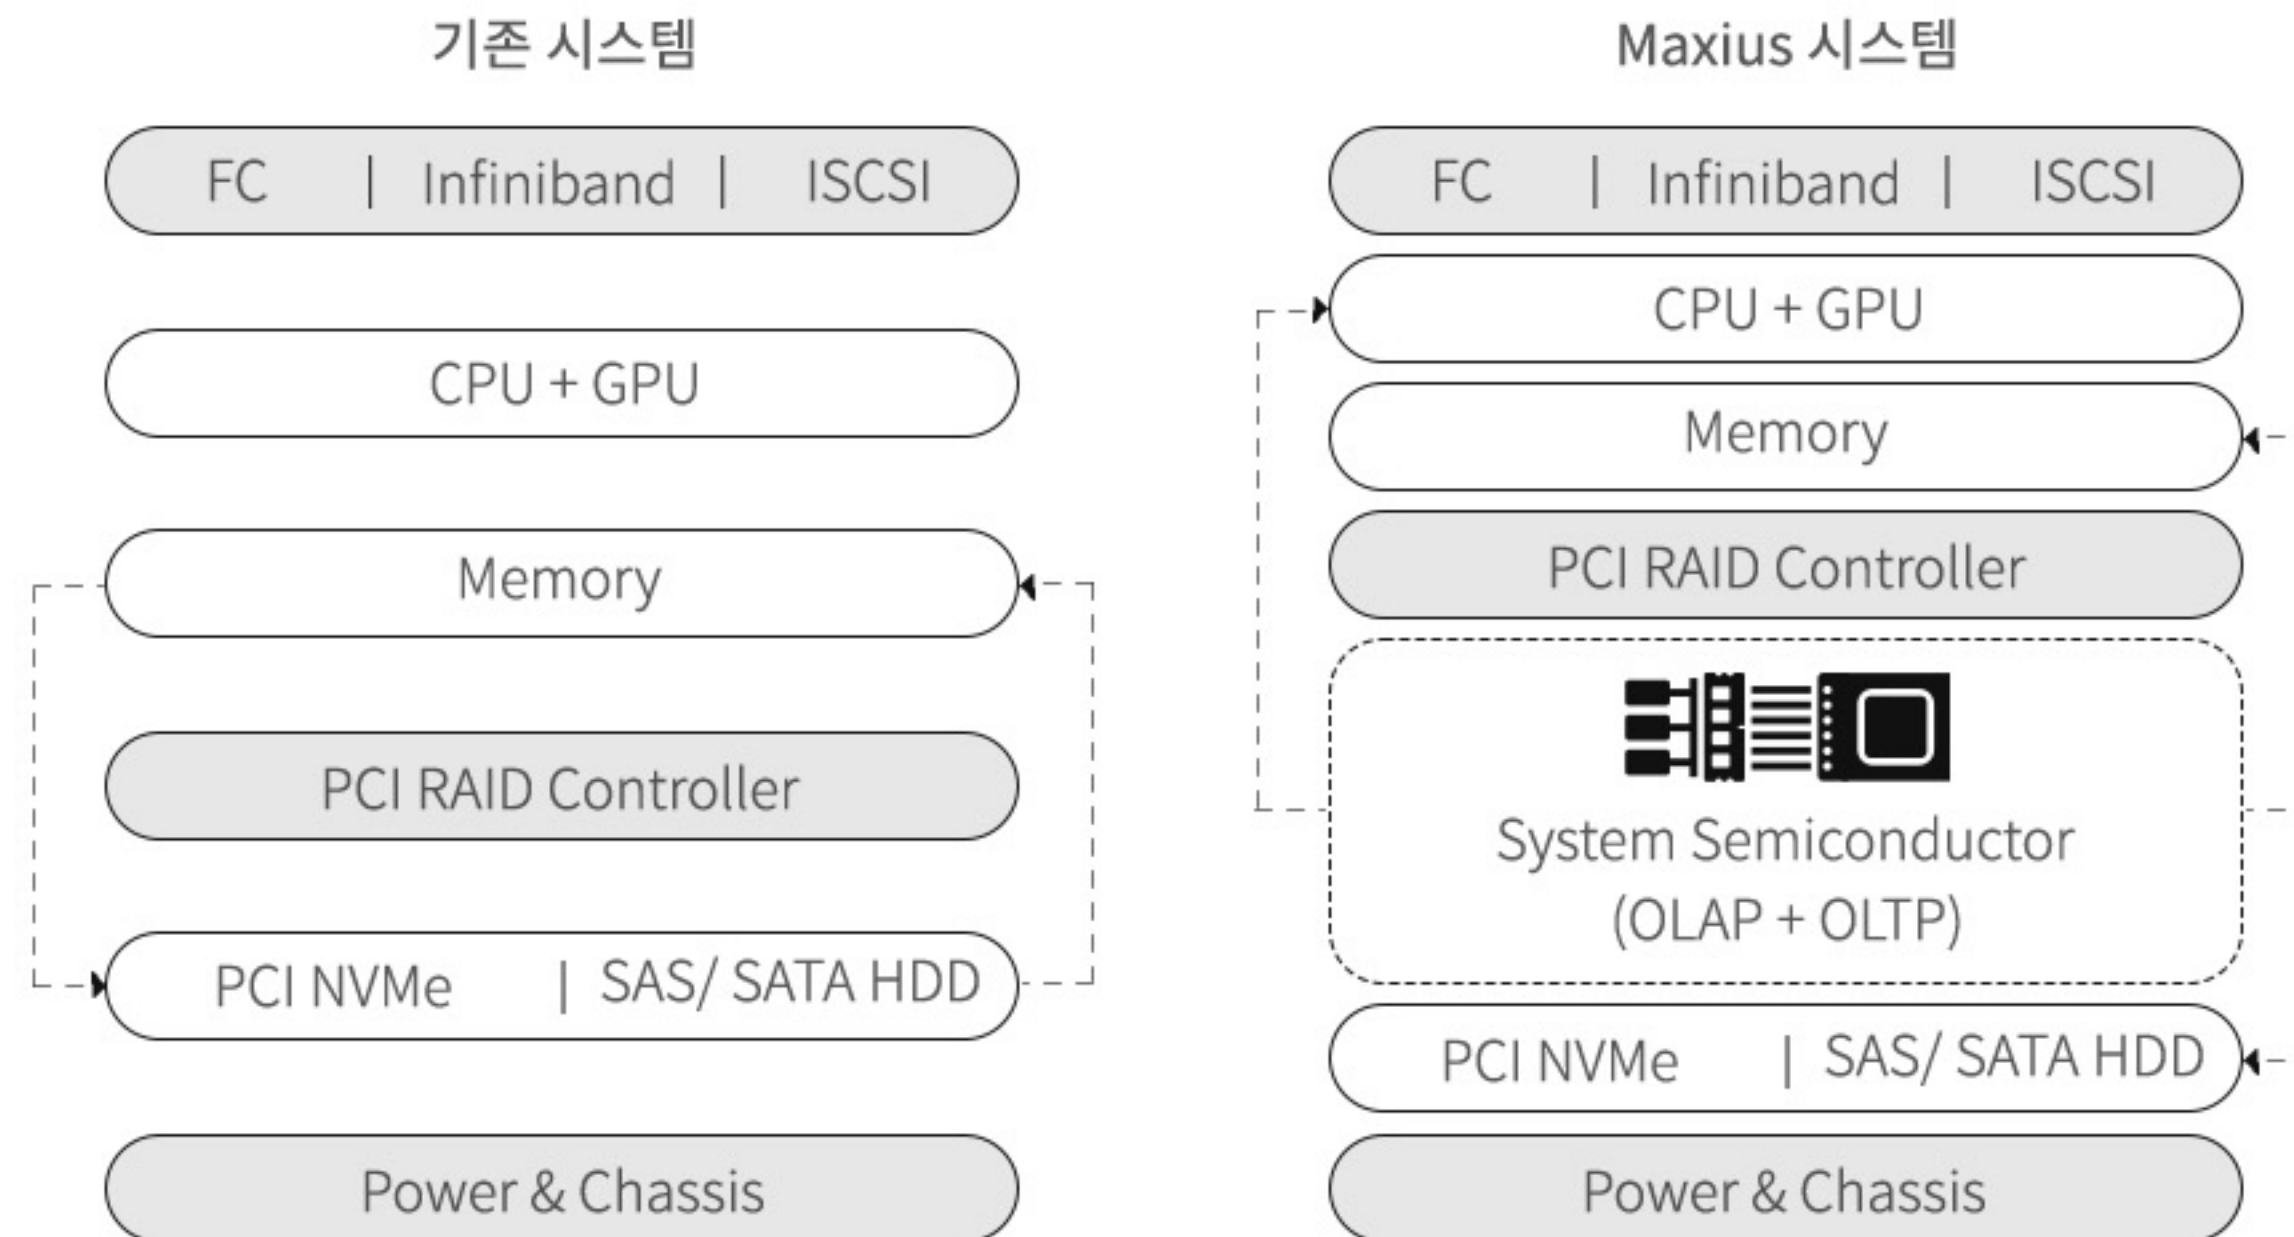 기존 시스템
FC | Infiniband | ISCSI
CPU + GPU
Memory
PCI RAID Controller
PCI NVMe | SAS/ SATA HDD
Power & Chassis
Maxius 시스템
FC | Infiniband | ISCSI
CPU + GPU
Memory
PCI RAID Controller
System Semiconductor
(OLAP + OLTP)
PCI NVMe | SAS/ SATA HDD
Power & Chassis